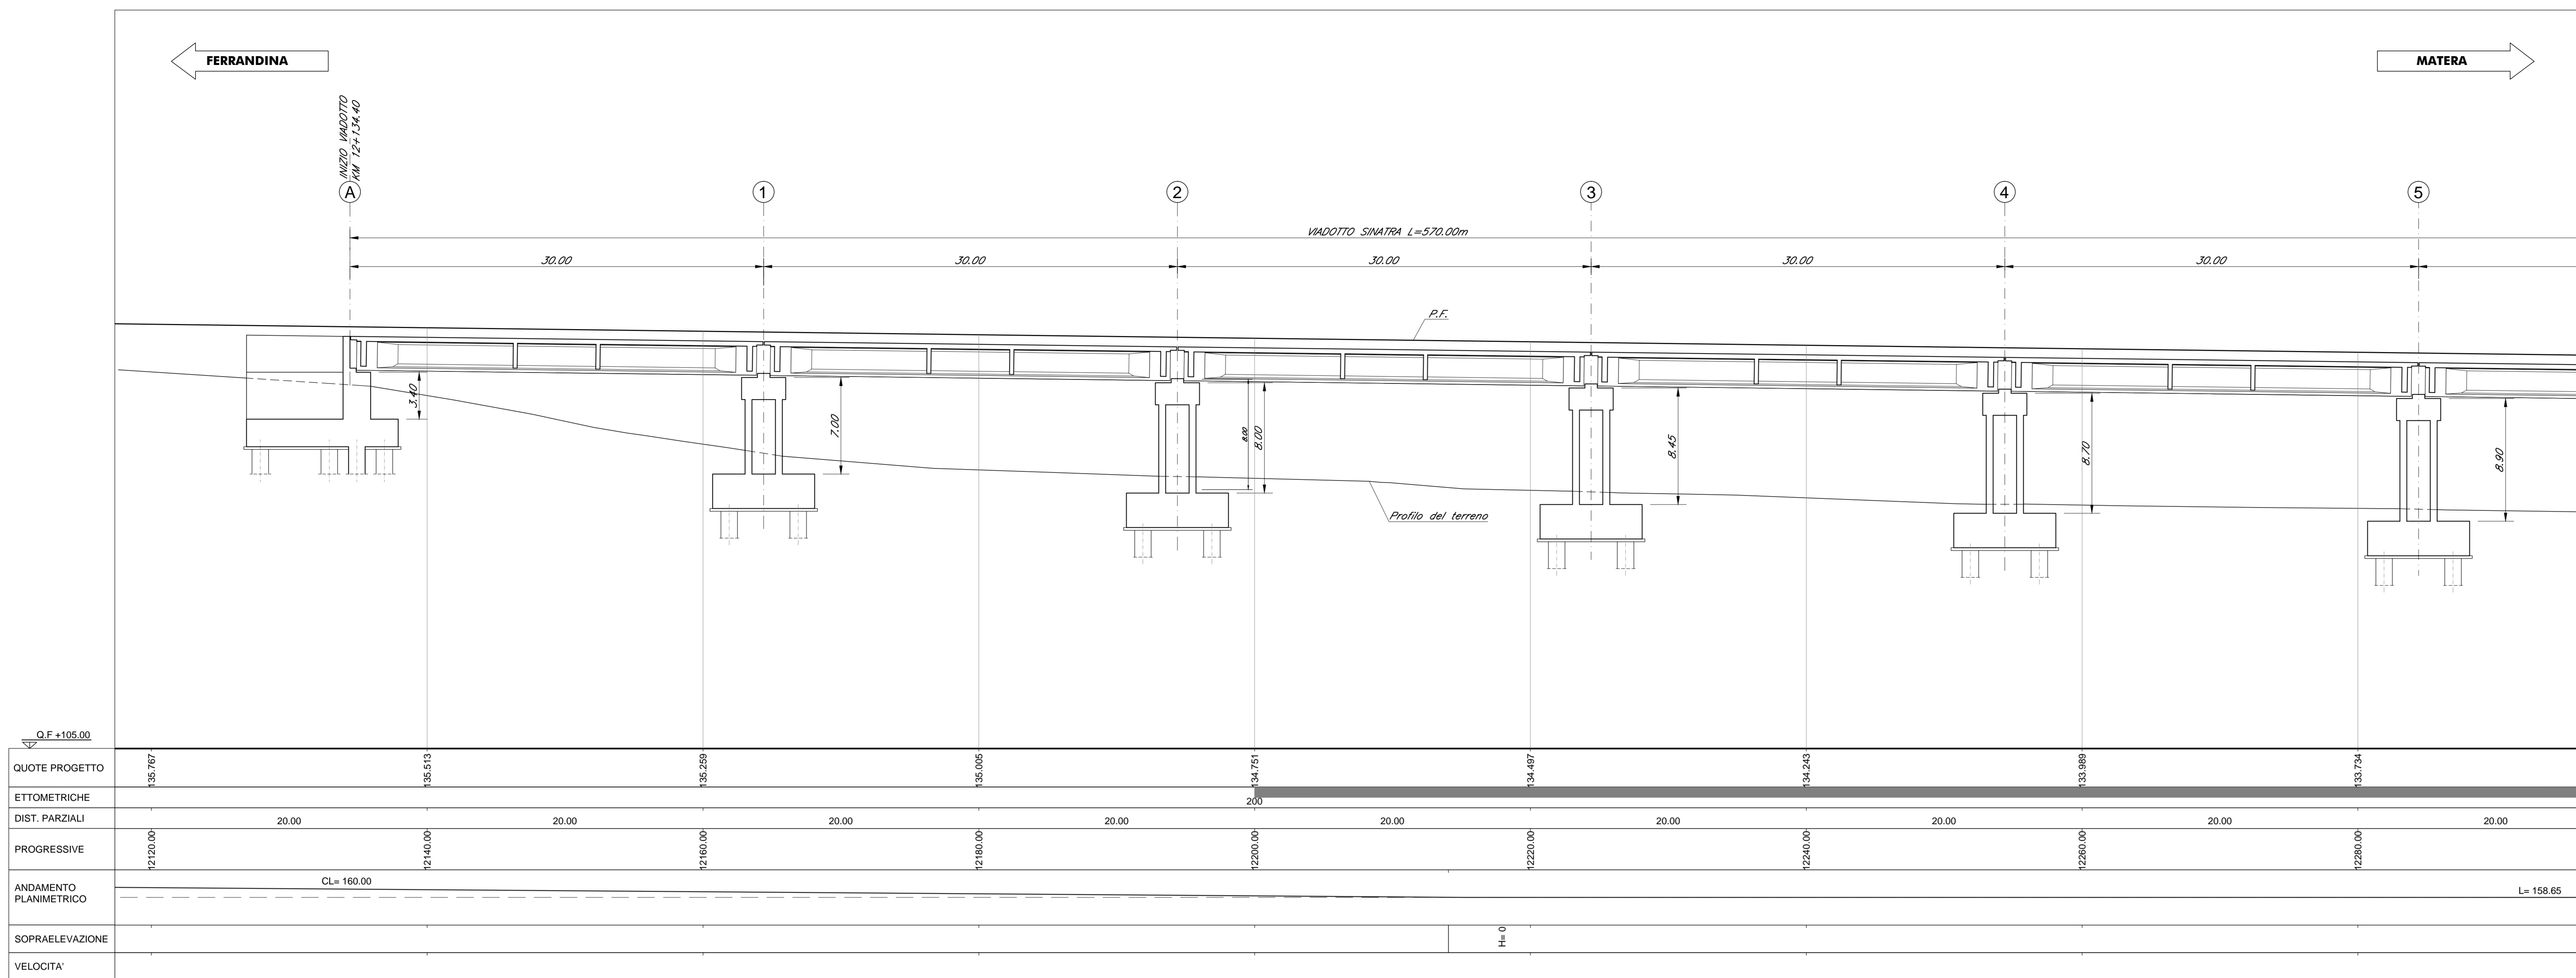 FERRANDINA
MATERA
INIZIO VIADOTTO
KM 12+134.40
A
1
2
3
4
5
VIADOTTO SINATRA L=570.00m
30.00
30.00
30.00
30.00
30.00
P.F.
3.40
7.00
8.00
8.00
8.45
8.70
8.90
Profilo del terreno
Q.F +105.00
QUOTE PROGETTO
135.767
135.513
135.259
135.005
134.751
134.497
134.243
133.989
133.734
ETTOMETRICHE
200
DIST. PARZIALI
20.00
20.00
20.00
20.00
20.00
20.00
20.00
20.00
20.00
PROGRESSIVE
12120.00
12140.00
12160.00
12180.00
12200.00
12220.00
12240.00
12260.00
12280.00
ANDAMENTO
PLANIMETRICO
CL= 160.00
L= 158.65
SOPRAELEVAZIONE
H= 0
VELOCITA'